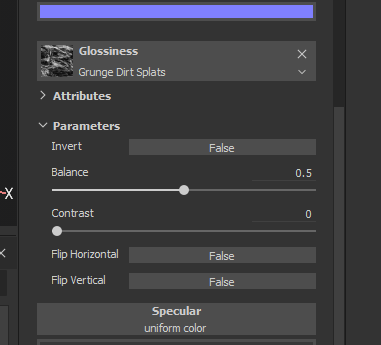 Glossiness
Grunge Dirt Splats
Attributes
Parameters
Invert False
Balance 0.5
Contrast 0
Flip Horizontal False
Flip Vertical False
Specular
uniform color
X